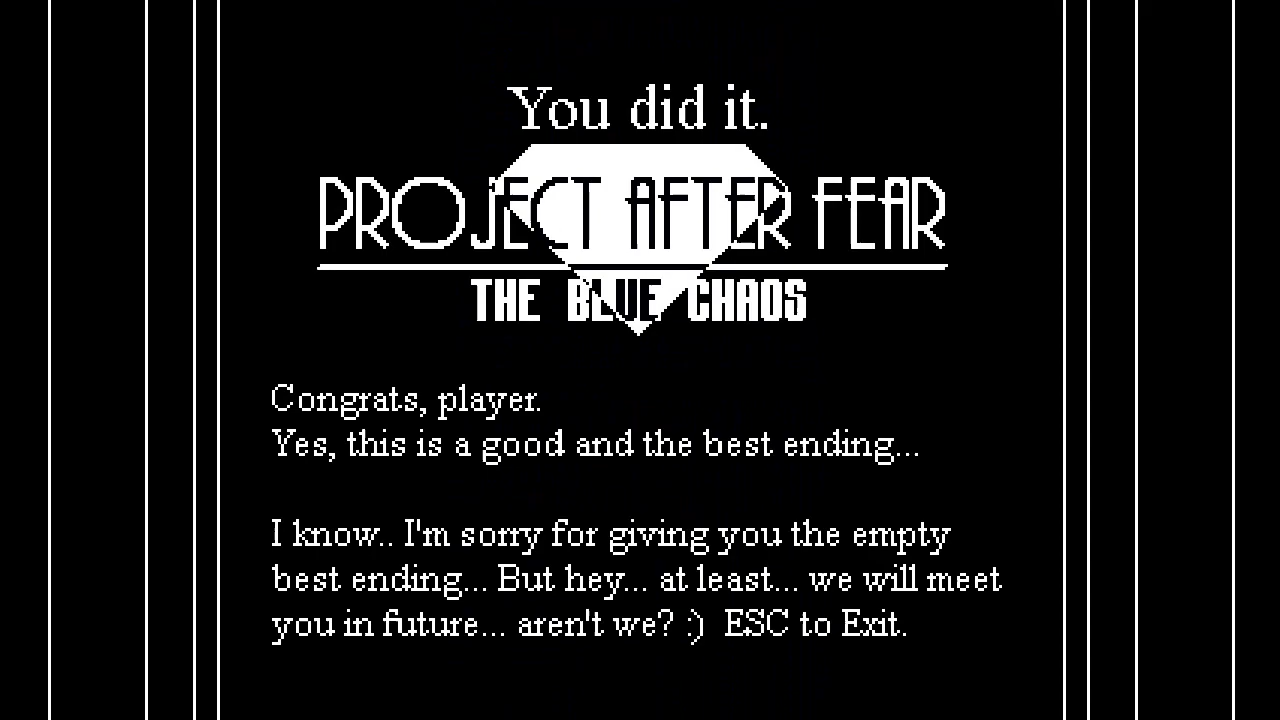 You did it.
PROJECT AFTER FEAR
THE BLUE CHAOS
Congrats, player.
Yes, this is a good and the best ending...
I know.. I'm sorry for giving you the empty
best ending... But hey... at least... we will meet
you in future... aren't we? :)  ESC to Exit.